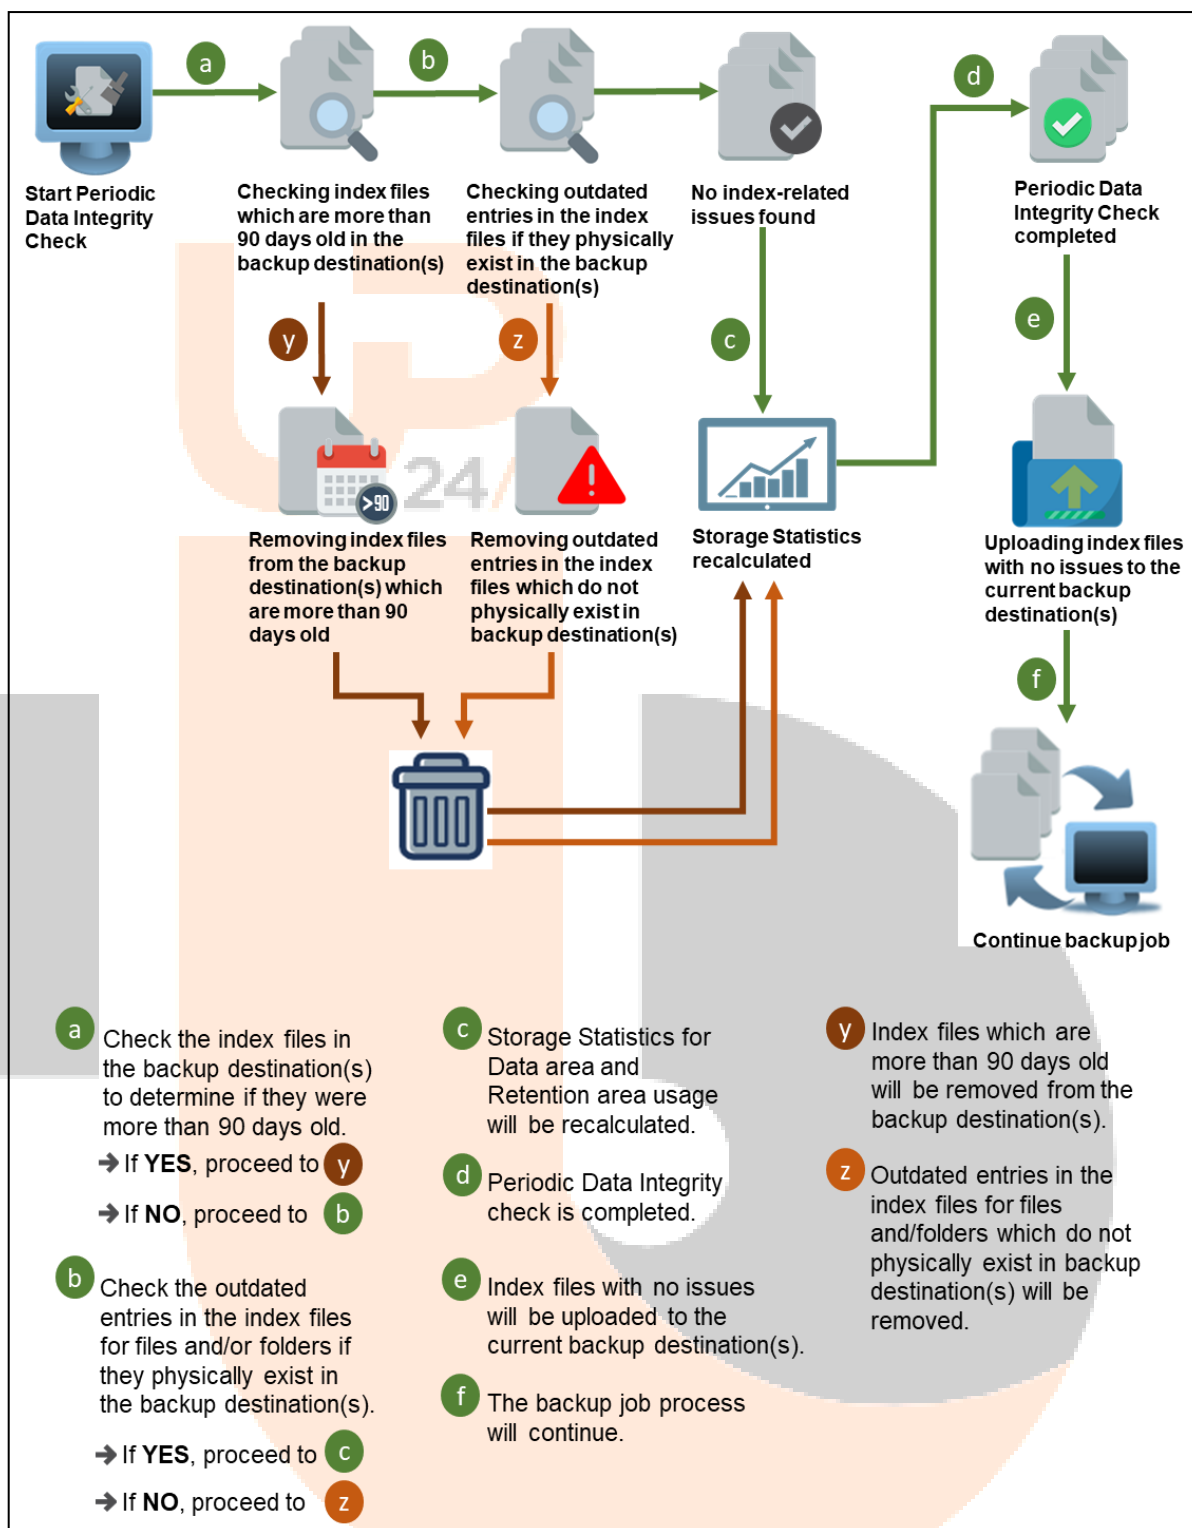 a
b
d
Start Periodic
Data Integrity
Check
Checking index files
which are more than
90 days old in the
backup destination(s)
Checking outdated
entries in the index
files if they physically
exist in the backup
destination(s)
No index-related
issues found
Periodic Data
Integrity Check
completed
y
z
c
e
>90
24/
Removing index files
from the backup
destination(s) which
are more than 90
days old
Removing outdated
entries in the index
files which do not
physically exist in
backup destination(s)
Storage Statistics
recalculated
Uploading index files
with no issues to the
current backup
destination(s)
f
Continue backup job
a Check the index files in
the backup destination(s)
to determine if they were
more than 90 days old.
➔ If YES, proceed to y
➔ If NO, proceed to b
b Check the outdated
entries in the index files
for files and/or folders if
they physically exist in
the backup destination(s).
➔ If YES, proceed to c
➔ If NO, proceed to z
c Storage Statistics for
Data area and
Retention area usage
will be recalculated.
d Periodic Data Integrity
check is completed.
e Index files with no issues
will be uploaded to the
current backup destination(s).
f The backup job process
will continue.
y Index files which are
more than 90 days old
will be removed from the
backup destination(s).
z Outdated entries in the
index files for files
and/folders which do not
physically exist in backup
destination(s) will be
removed.